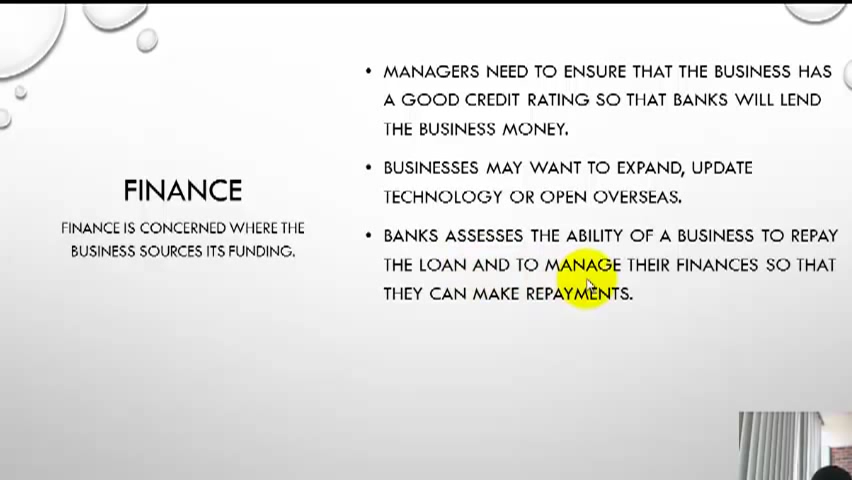 FINANCE
FINANCE IS CONCERNED WHERE THE
BUSINESS SOURCES ITS FUNDING.
• MANAGERS NEED TO ENSURE THAT THE BUSINESS HAS
A GOOD CREDIT RATING SO THAT BANKS WILL LEND
THE BUSINESS MONEY.
• BUSINESSES MAY WANT TO EXPAND, UPDATE
TECHNOLOGY OR OPEN OVERSEAS.
• BANKS ASSESSES THE ABILITY OF A BUSINESS TO REPAY
THE LOAN AND TO MANAGE THEIR FINANCES SO THAT
THEY CAN MAKE REPAYMENTS.